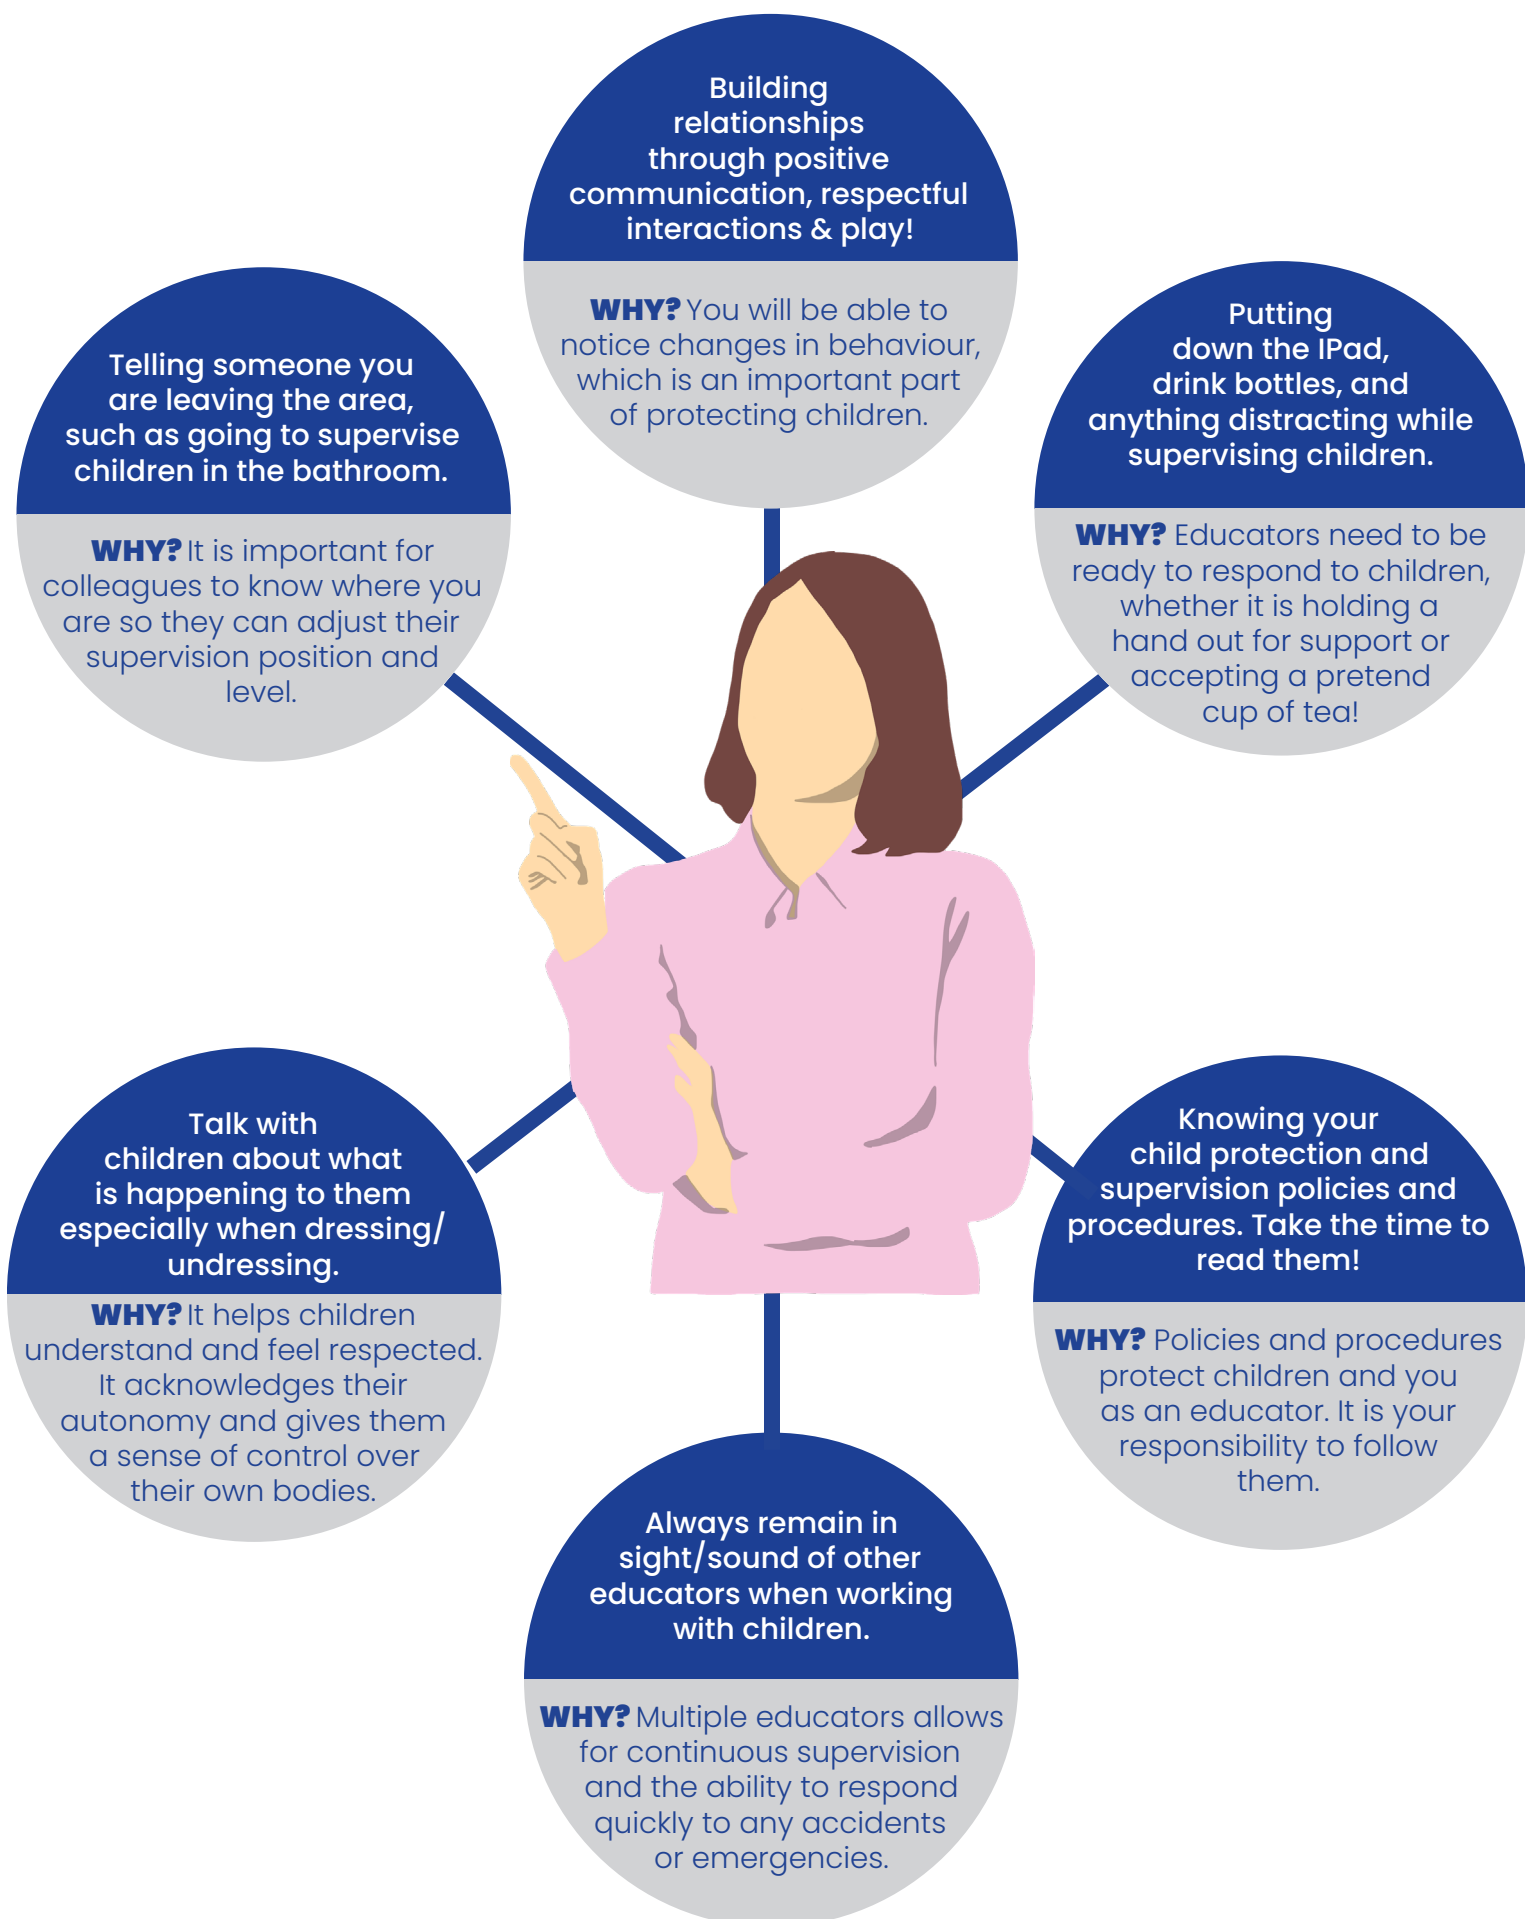 Building
relationships
through positive
communication, respectful
interactions & play!
WHY? You will be able to
notice changes in behaviour,
which is an important part
of protecting children.
Putting
down the IPad,
drink bottles, and
anything distracting while
supervising children.
WHY? Educators need to be
ready to respond to children,
whether it is holding a
hand out for support or
accepting a pretend
cup of tea!
Telling someone you
are leaving the area,
such as going to supervise
children in the bathroom.
WHY? It is important for
colleagues to know where you
are so they can adjust their
supervision position and
level.
Talk with
children about what
is happening to them
especially when dressing/
undressing.
WHY? It helps children
understand and feel respected.
It acknowledges their
autonomy and gives them
a sense of control over
their own bodies.
Knowing your
child protection and
supervision policies and
procedures. Take the time to
read them!
WHY? Policies and procedures
protect children and you
as an educator. It is your
responsibility to follow
them.
Always remain in
sight/sound of other
educators when working
with children.
WHY? Multiple educators allows
for continuous supervision
and the ability to respond
quickly to any accidents
or emergencies.